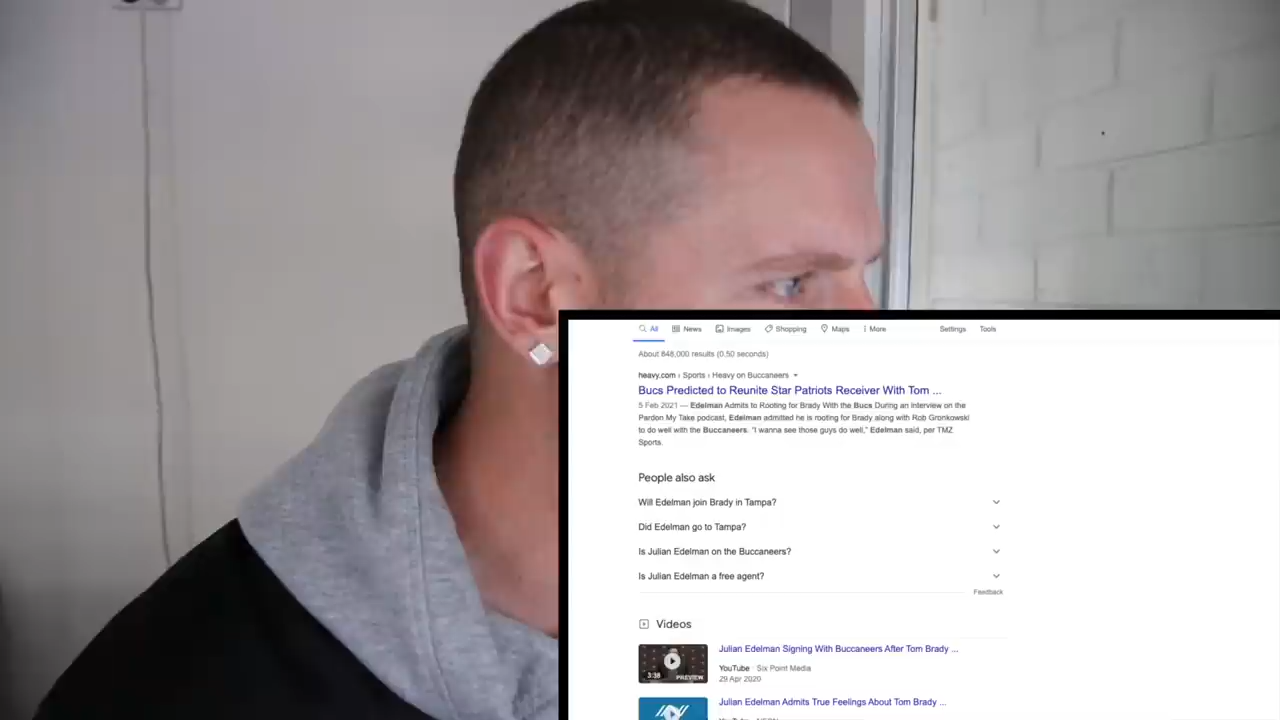 All News Images Shopping Maps More Settings Tools
About 848,000 results (0.50 seconds)
heavy.com › Sports › Heavy on Buccaneers
Bucs Predicted to Reunite Star Patriots Receiver With Tom ...
5 Feb 2021 — Edelman Admits to Rooting for Brady With the Bucs During an Interview on the
Pardon My Take podcast, Edelman admitted he is rooting for Brady along with Rob Gronkowski
to do well with the Buccaneers. "I wanna see those guys do well," Edelman said, per TMZ
Sports.
People also ask
Will Edelman join Brady in Tampa?
Did Edelman go to Tampa?
Is Julian Edelman on the Buccaneers?
Is Julian Edelman a free agent?
Feedback
Videos
Julian Edelman Signing With Buccaneers After Tom Brady ...
YouTube · Six Point Media
3:38 PREVIEW
29 Apr 2020
Julian Edelman Admits True Feelings About Tom Brady ...